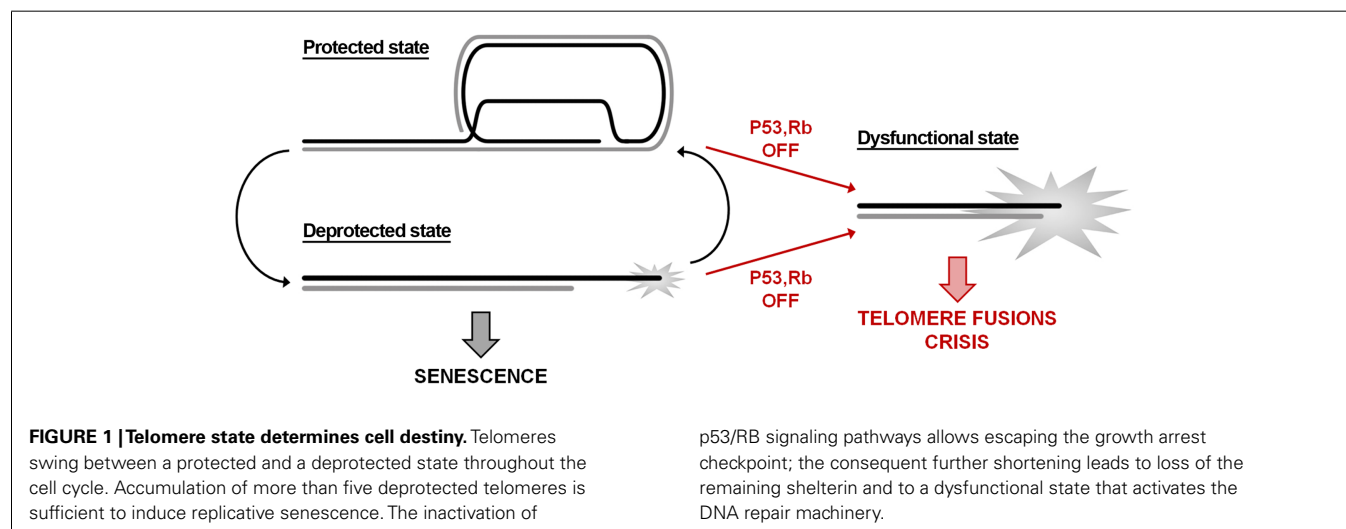 Protected state
P53,Rb
OFF
Dysfunctional state
Deprotected state
P53,Rb
OFF
SENESCENCE
TELOMERE FUSIONS
CRISIS
FIGURE 1 | Telomere state determines cell destiny. Telomeres
swing between a protected and a deprotected state throughout the
cell cycle. Accumulation of more than five deprotected telomeres is
sufficient to induce replicative senescence. The inactivation of
p53/RB signaling pathways allows escaping the growth arrest
checkpoint; the consequent further shortening leads to loss of the
remaining shelterin and to a dysfunctional state that activates the
DNA repair machinery.